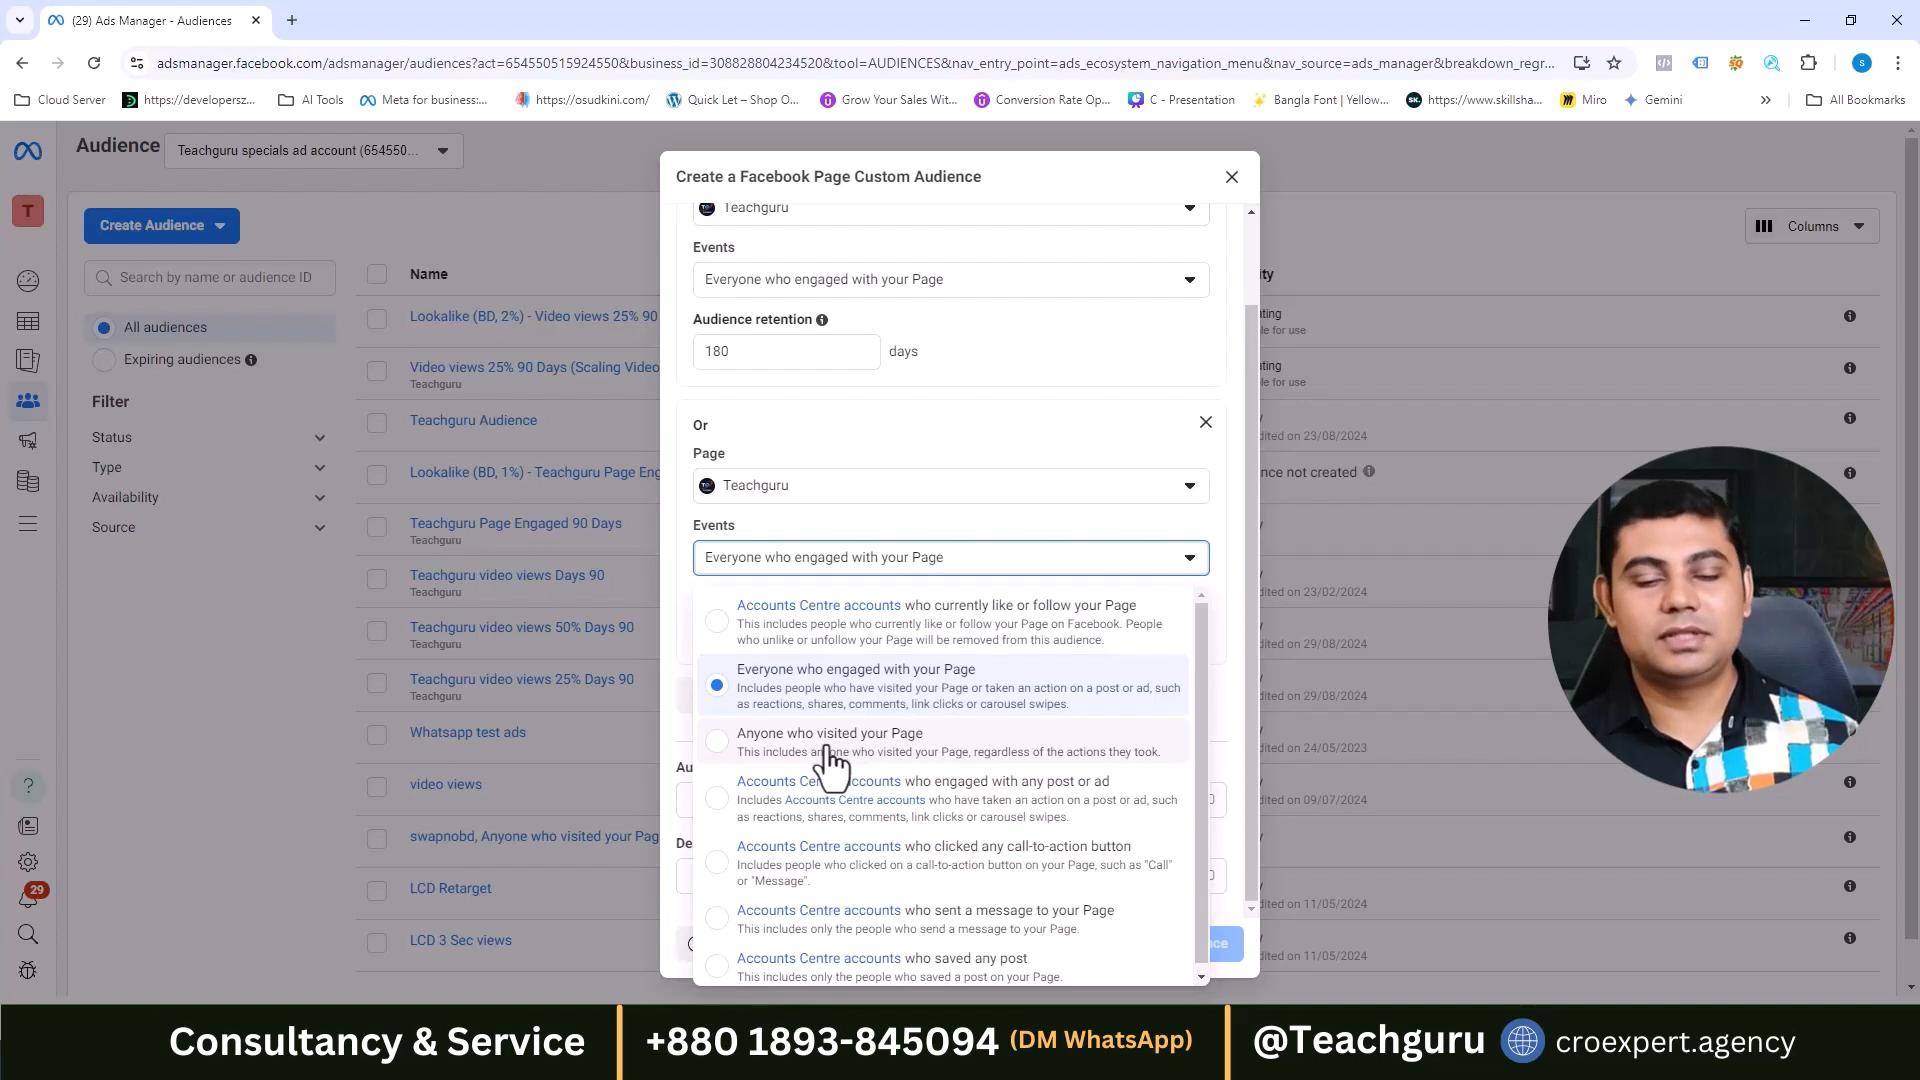 (29) Ads Manager - Audiences
adsmanager.facebook.com/adsmanager/audiences?act=654550515924550&business_id=308828804234520&tool=AUDIENCES&nav_entry_point=ads_ecosystem_navigation_menu&nav_source=ads_manager&breakdown_regr...
S
Cloud Server
https://developersz...
AI Tools
Meta for business:...
https://osudkini.com/
Quick Let – Shop O...
Grow Your Sales Wit...
Conversion Rate Op...
C - Presentation
Bangla Font | Yellow...
https://www.skillsha...
Miro
Gemini
All Bookmarks
Audience
Teachguru specials ad account (654550...
T
Create Audience
Columns
Search by name or audience ID
All audiences
Expiring audiences
Filter
Status
Type
Availability
Source
29
Name
Lookalike (BD, 2%) - Video views 25% 90
Video views 25% 90 Days (Scaling Video
Teachguru
Teachguru Audience
Lookalike (BD, 1%) - Teachguru Page Eng
Teachguru Page Engaged 90 Days
Teachguru
Teachguru video views Days 90
Teachguru
Teachguru video views 50% Days 90
Teachguru
Teachguru video views 25% Days 90
Teachguru
Whatsapp test ads
video views
swapnobd, Anyone who visited your Pag
LCD Retarget
LCD 3 Sec views
Create a Facebook Page Custom Audience
Teachguru
Events
Everyone who engaged with your Page
Audience retention
180
days
Or
Page
Teachguru
Events
Everyone who engaged with your Page
Accounts Centre accounts who currently like or follow your Page
This includes people who currently like or follow your Page on Facebook. People
who unlike or unfollow your Page will be removed from this audience.
Everyone who engaged with your Page
Includes people who have visited your Page or taken an action on a post or ad, such
as reactions, shares, comments, link clicks or carousel swipes.
Anyone who visited your Page
This includes anyone who visited your Page, regardless of the actions they took.
Accounts Centre accounts who engaged with any post or ad
Includes Accounts Centre accounts who have taken an action on a post or ad, such
as reactions, shares, comments, link clicks or carousel swipes.
Accounts Centre accounts who clicked any call-to-action button
Includes people who clicked on a call-to-action button on your Page, such as "Call"
or "Message".
Accounts Centre accounts who sent a message to your Page
This includes only the people who send a message to your Page.
Accounts Centre accounts who saved any post
This includes only the people who saved a post on your Page.
Au
De
0
0
nce
ity
ating
le for use
ating
le for use
y
dited on 23/08/2024
nce not created
y
y
dited on 23/02/2024
y
dited on 29/08/2024
y
dited on 29/08/2024
y
dited on 24/05/2023
y
dited on 09/07/2024
y
y
dited on 11/05/2024
y
dited on 11/05/2024
Consultancy & Service
+880 1893-845094 (DM WhatsApp)
@Teachguru
croexpert.agency